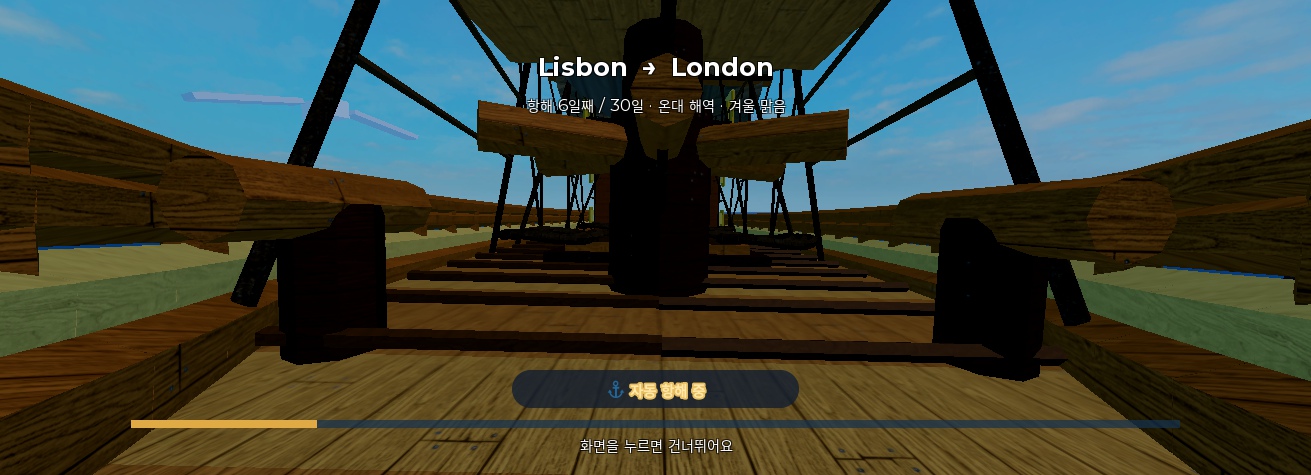 Lisbon → London
항해 6일째 / 30일 · 온대 해역 · 겨울 맑음
⚓ 자동 항해 중
화면을 누르면 건너뛰어요